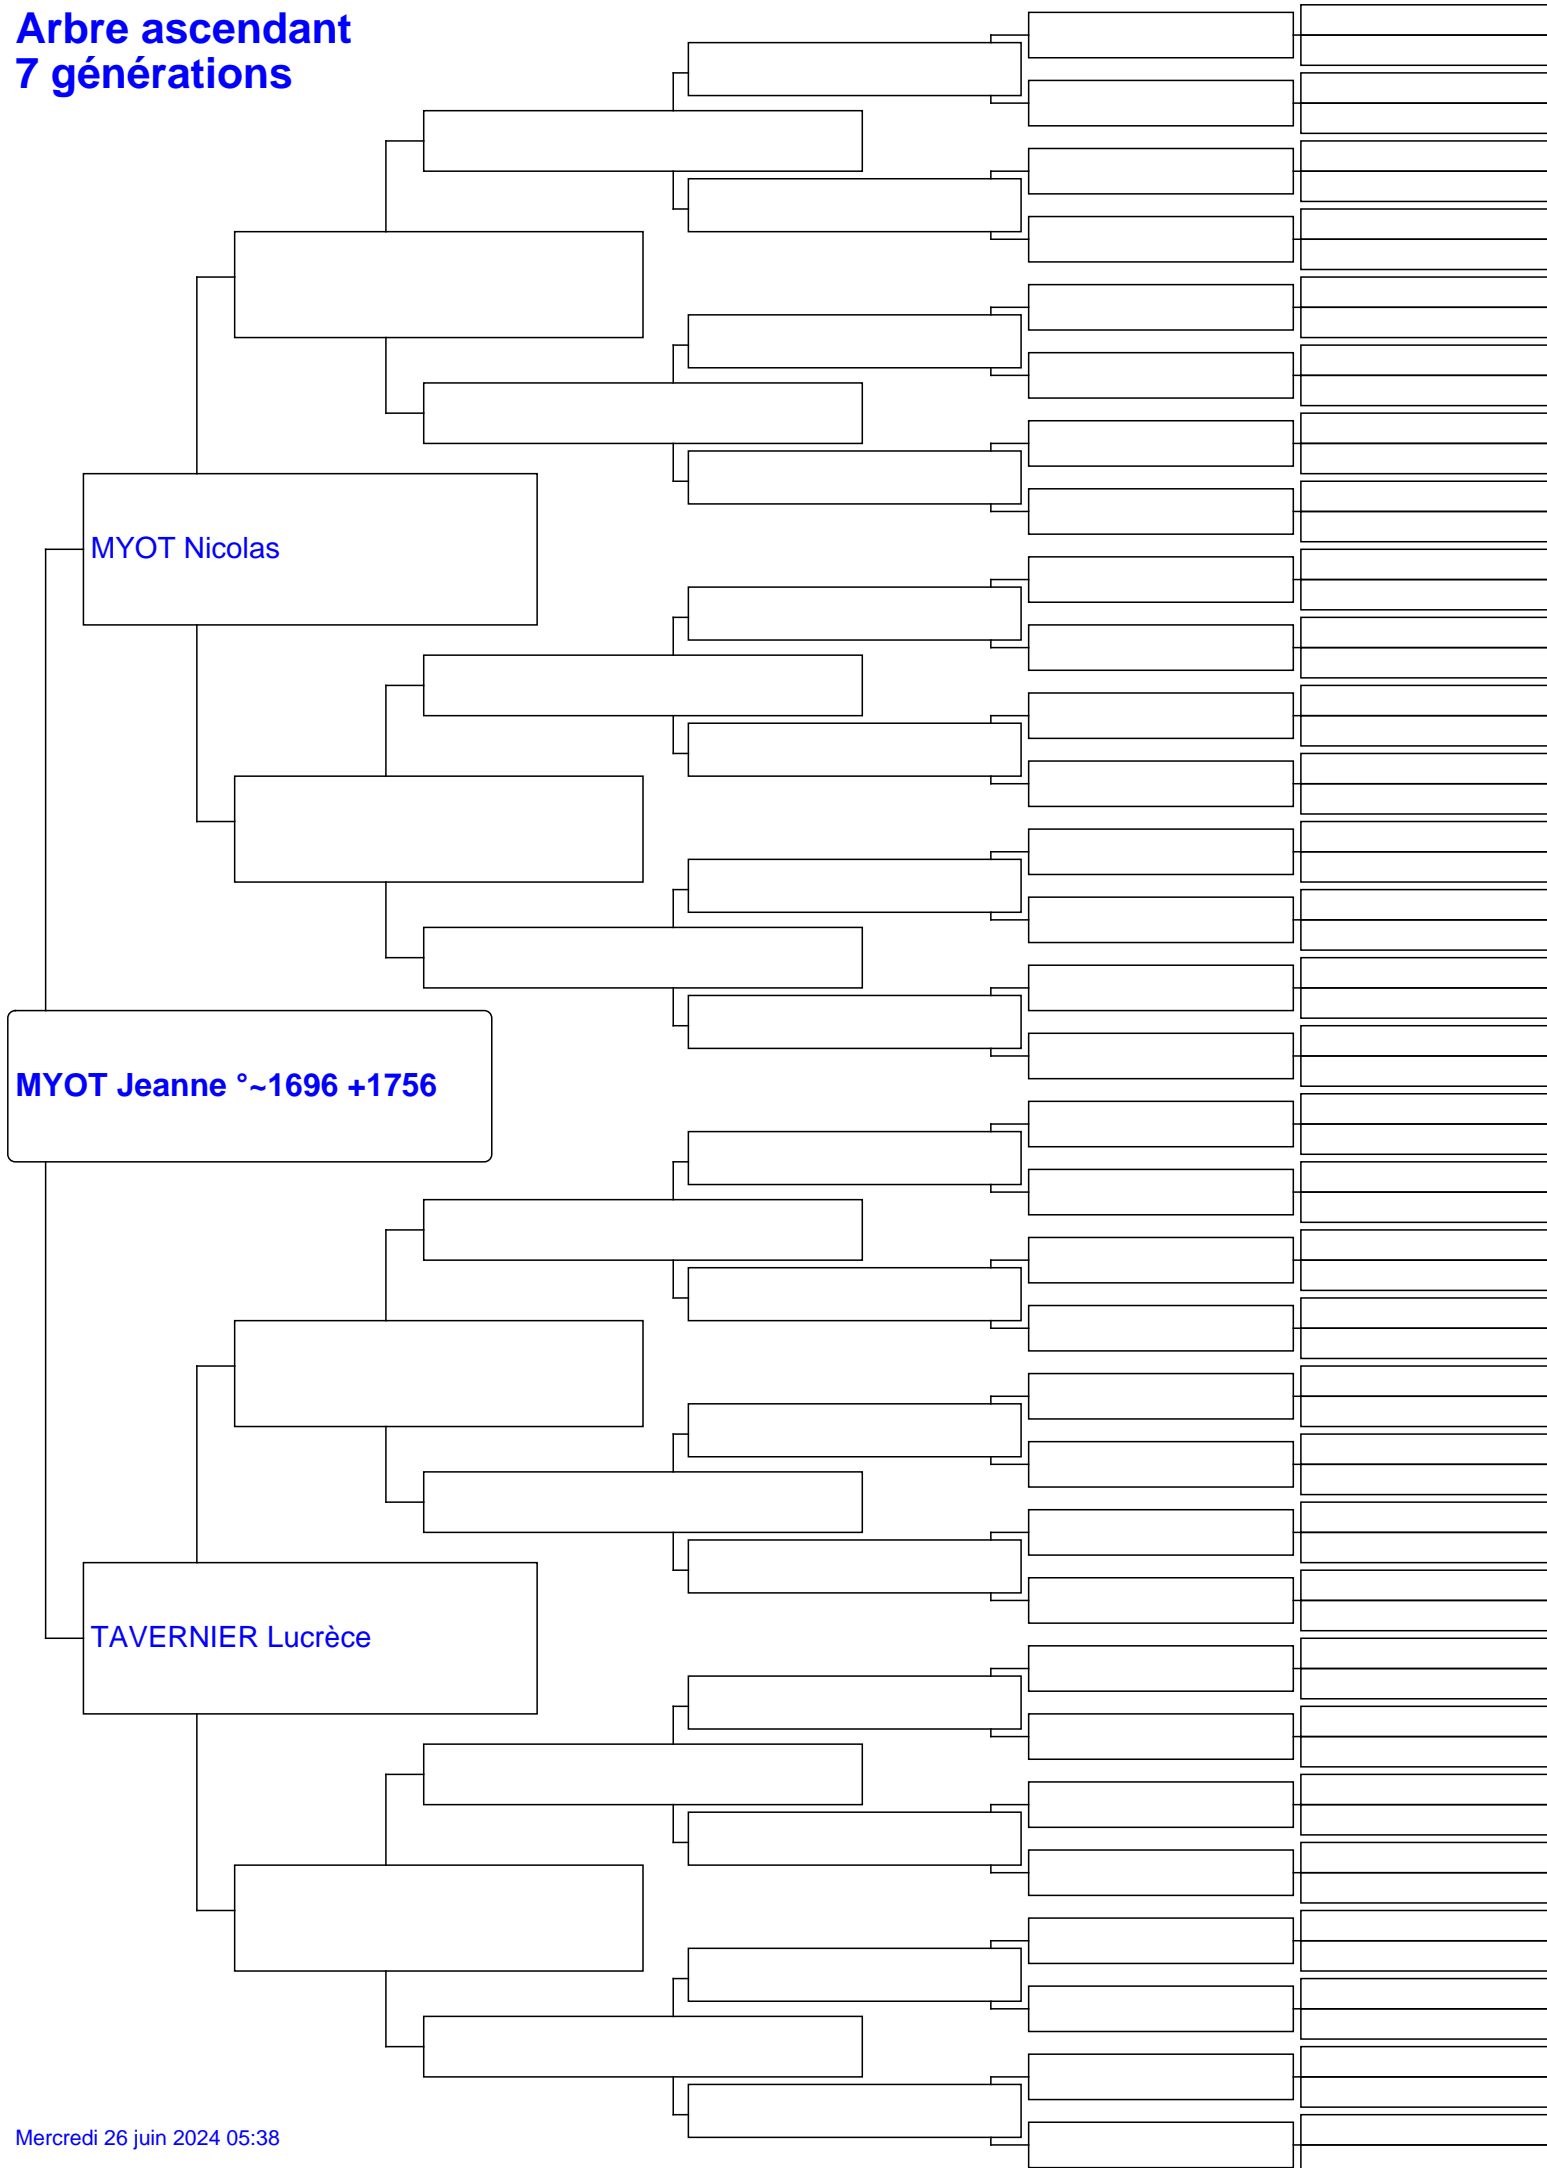 Arbre ascendant
7 générations
MYOT Nicolas
MYOT Jeanne °~1696 +1756
TAVERNIER Lucrèce
Mercredi 26 juin 2024 05:38